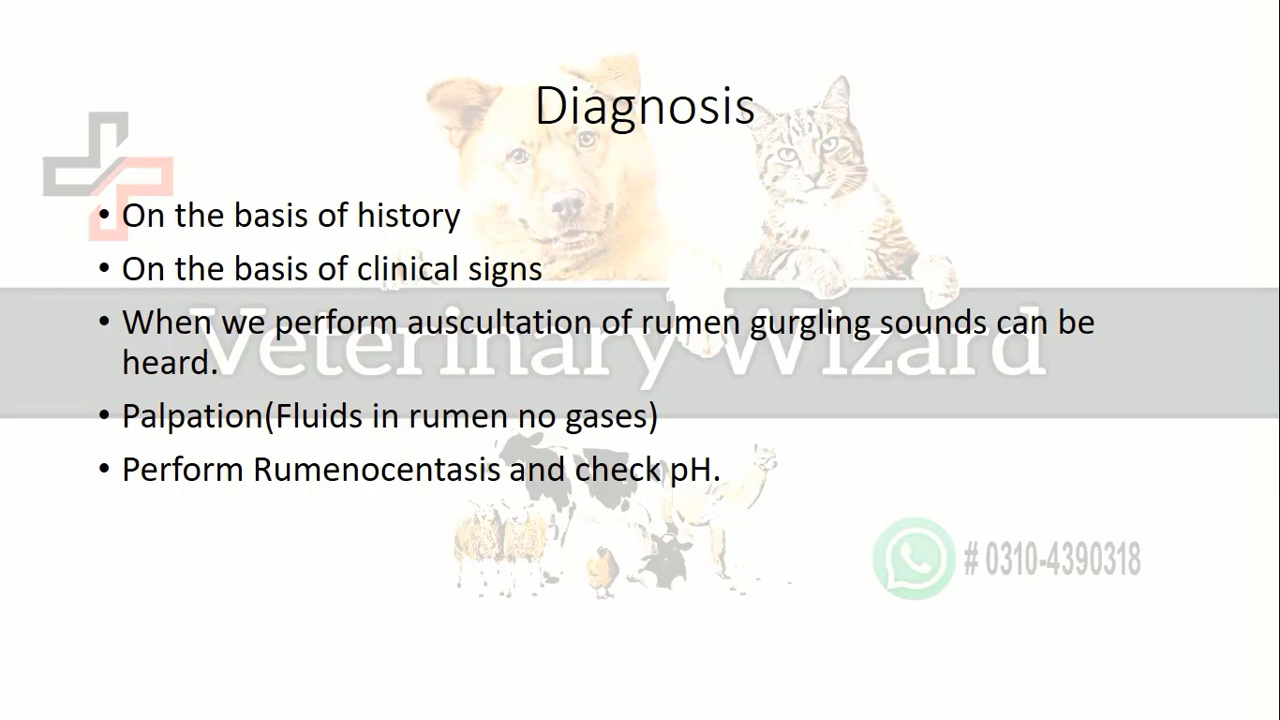 Diagnosis
• On the basis of history
• On the basis of clinical signs
• When we perform auscultation of rumen gurgling sounds can be
heard.
Veterinary Wizard
• Palpation(Fluids in rumen no gases)
• Perform Rumenocentasis and check pH.
# 0310-4390318